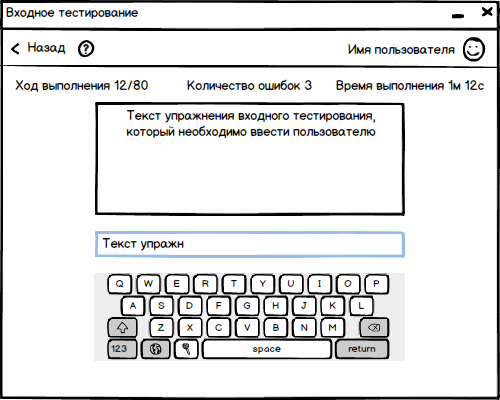 Входное тестирование
Назад ? Имя пользователя
Ход выполнения 12/80 Количество ошибок 3 Время выполнения 1м 12с
Текст упражнения входного тестирования,
который необходимо ввести пользователю
Текст упражн
Q W E R T Y U I O P
A S D F G H J K L
Z X C V B N M
123 space return